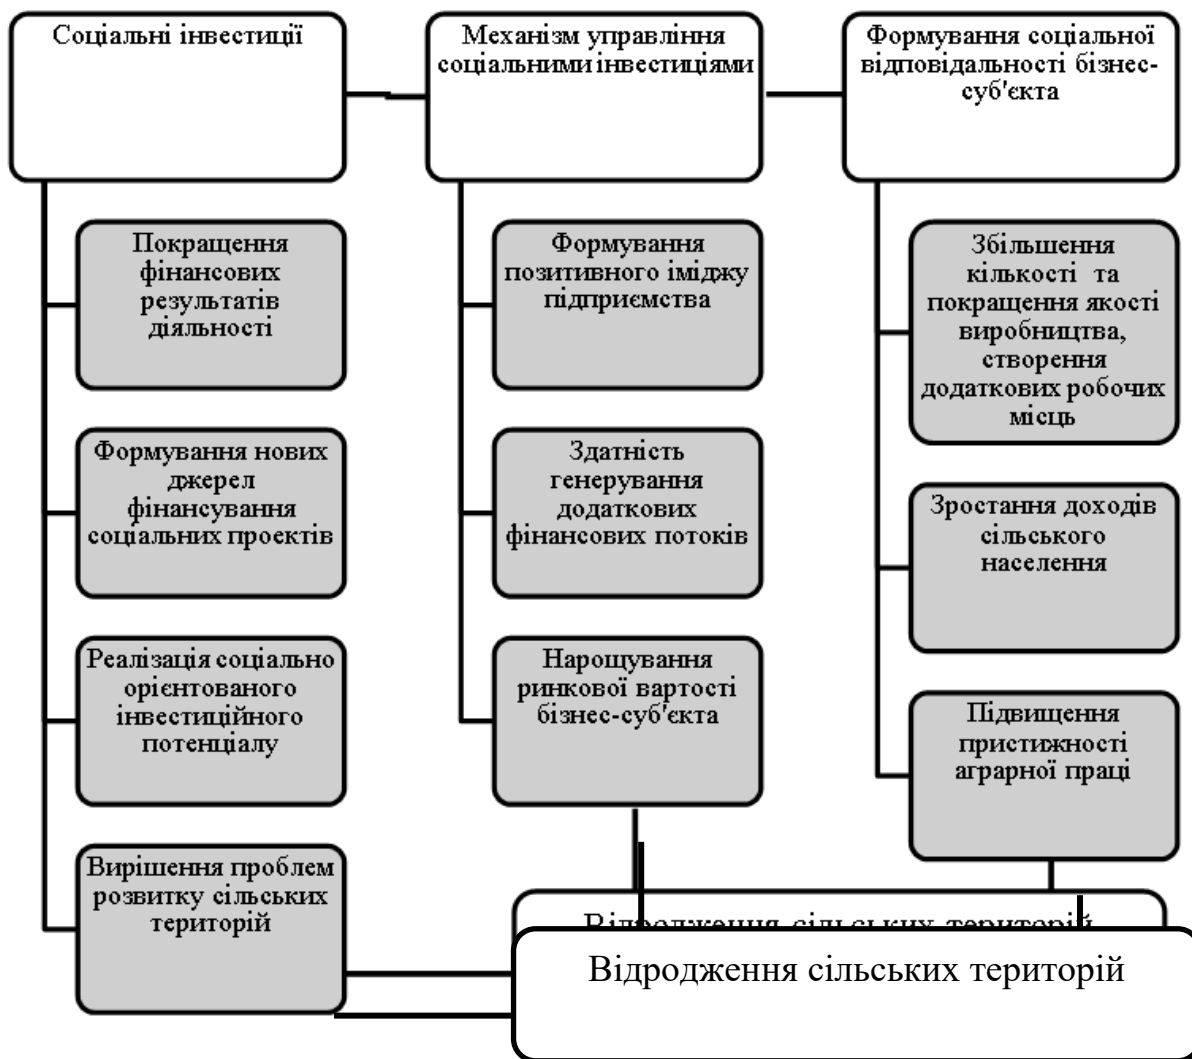 Соціальні інвестиції
Механізм управління
соціальними інвестиціями
Формування соціальної
відповідальності бізнес-
суб'єкта
Покращення
фінансових
результатів
діяльності
Формування нових
джерел
фінансування
соціальних проектів
Реалізація соціально
орієнтованого
інвестиційного
потенціалу
Вирішення проблем
розвитку сільських
територій
Формування
позитивного іміджу
підприємства
Здатність
генерування
додаткових
фінансових потоків
Нарощування
ринкової вартості
бізнес-суб'єкта
Збільшення
кількості та
покращення якості
виробництва,
створення
додаткових робочих
місць
Зростання доходів
сільського
населення
Підвищення
пристижності
аграрної праці
Відродження сільських територій
Відродження сільських територій